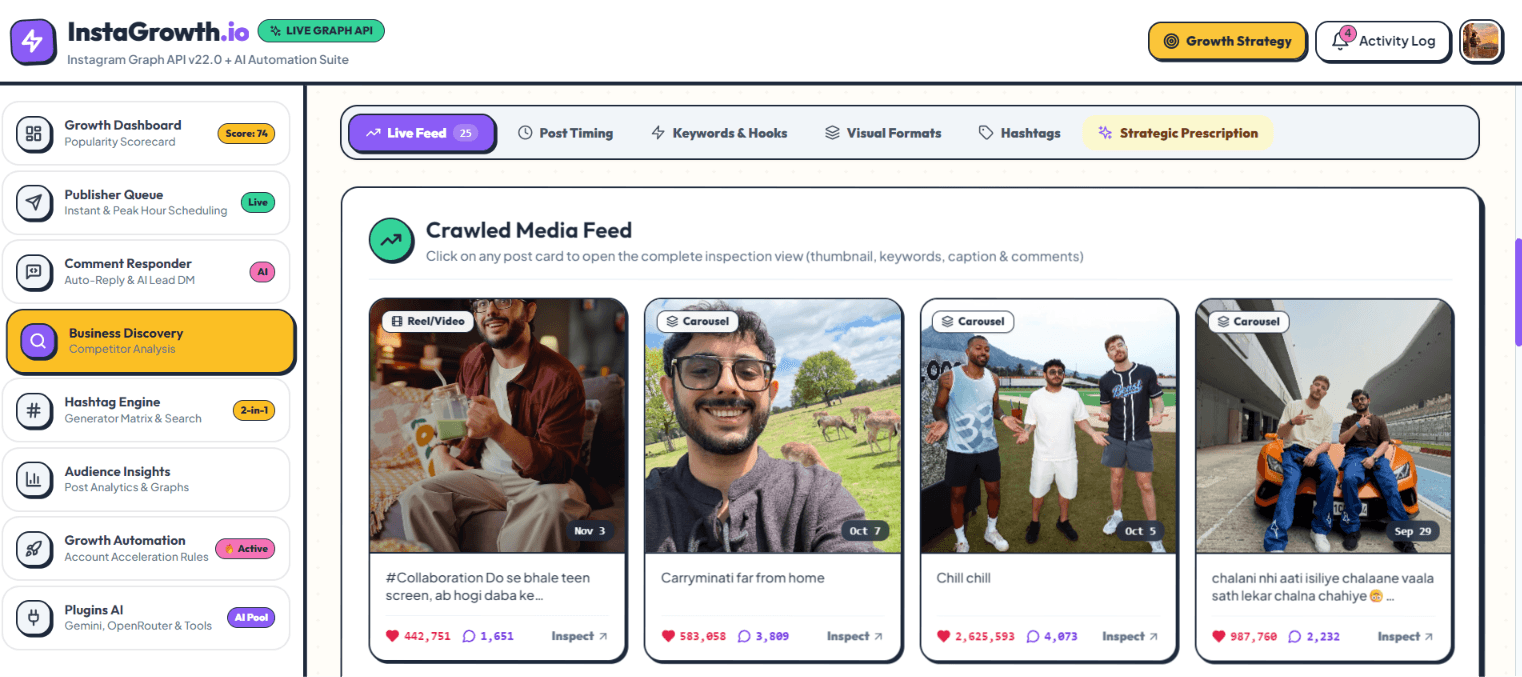 InstaGrowth.io
LIVE GRAPH API
Instagram Graph API v22.0 + AI Automation Suite
Growth Strategy
4
Activity Log
Growth Dashboard
Popularity Scorecard
Score: 74
Publisher Queue
Instant & Peak Hour Scheduling
Live
Comment Responder
Auto-Reply & AI Lead DM
AI
Business Discovery
Competitor Analysis
Hashtag Engine
Generator Matrix & Search
2-in-1
Audience Insights
Post Analytics & Graphs
Growth Automation
Account Acceleration Rules
🔥 Active
Plugins AI
Gemini, OpenRouter & Tools
AI Pool
Live Feed 25
Post Timing
Keywords & Hooks
Visual Formats
Hashtags
Strategic Prescription
Crawled Media Feed
Click on any post card to open the complete inspection view (thumbnail, keywords, caption & comments)
Reel/Video
Nov 3
#Collaboration Do se bhale teen
screen, ab hogi daba ke...
442,751 1,651 Inspect ↗
Carousel
Oct 7
Carryminati far from home
583,058 3,809 Inspect ↗
Carousel
Beast
Oct 5
Chill chill
2,625,593 4,073 Inspect ↗
Carousel
Sep 29
chalani nhi aati isiliye chalaane vaala
sath lekar chalna chahiye 🤭 ...
987,760 2,232 Inspect ↗